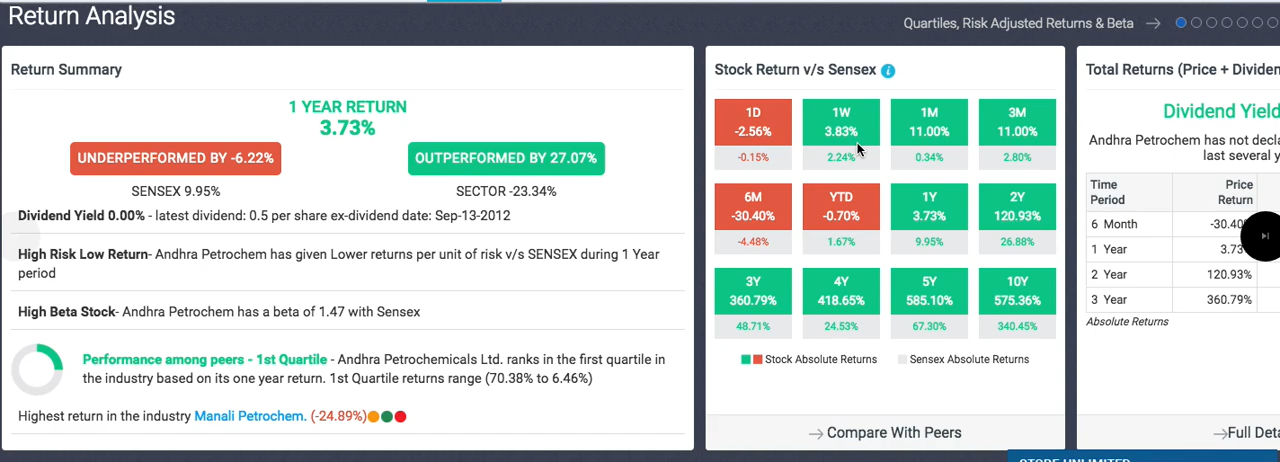 Return Analysis
Quartiles, Risk Adjusted Returns & Beta
Return Summary
1 YEAR RETURN
3.73%
UNDERPERFORMED BY -6.22%
OUTPERFORMED BY 27.07%
SENSEX 9.95%
SECTOR -23.34%
Dividend Yield 0.00% - latest dividend: 0.5 per share ex-dividend date: Sep-13-2012
High Risk Low Return- Andhra Petrochem has given Lower returns per unit of risk v/s SENSEX during 1 Year
period
High Beta Stock- Andhra Petrochem has a beta of 1.47 with Sensex
Performance among peers - 1st Quartile - Andhra Petrochemicals Ltd. ranks in the first quartile in
the industry based on its one year return. 1st Quartile returns range (70.38% to 6.46%)
Highest return in the industry Manali Petrochem. (-24.89%)
Stock Return v/s Sensex
1D 1W 1M 3M
-2.56% 3.83% 11.00% 11.00%
-0.15% 2.24% 0.34% 2.80%
6M YTD 1Y 2Y
-30.40% -0.70% 3.73% 120.93%
-4.48% 1.67% 9.95% 26.88%
3Y 4Y 5Y 10Y
360.79% 418.65% 585.10% 575.36%
48.71% 24.53% 67.30% 340.45%
Stock Absolute Returns Sensex Absolute Returns
Compare With Peers
Total Returns (Price +
Dividend Yield
Andhra Petrochem has not
last several
Time Price
Period Return
6 Month -30.40
1 Year 3.73
2 Year 120.93%
3 Year 360.79%
Absolute Returns
Full